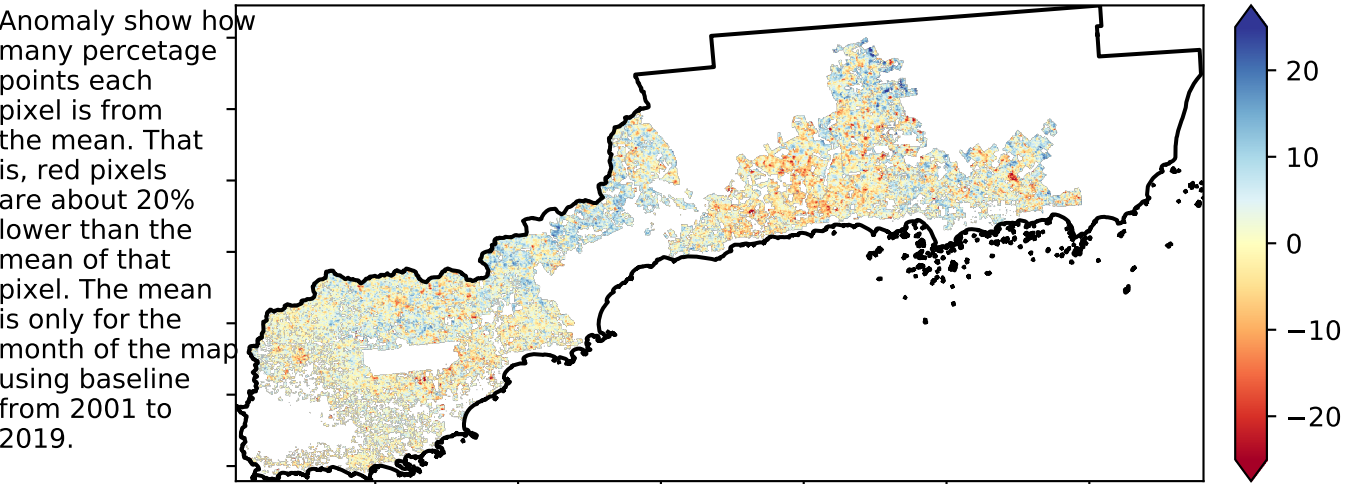 Anomaly show how
many percetage
points each
pixel is from
the mean. That
is, red pixels
are about 20%
lower than the
mean of that
pixel. The mean
is only for the
month of the map
using baseline
from 2001 to
2019.
20
10
0
−10
−20